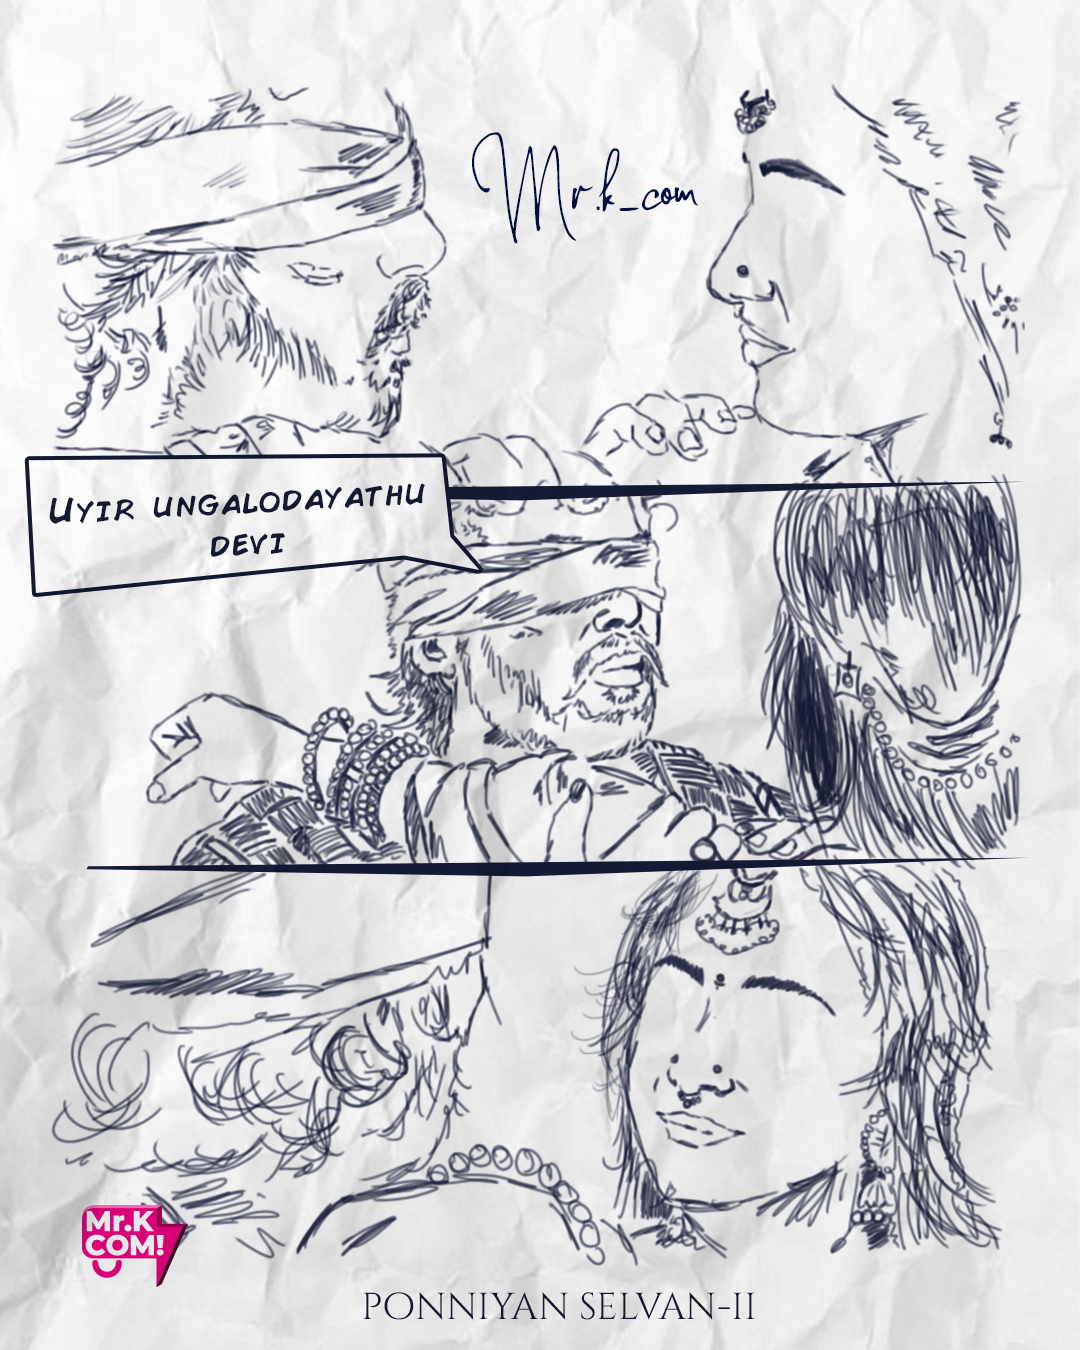 Mr.k_com
UYIR UNGALODAYATHU
DEVI
Mr.K
COM!
PONNIYAN SELVAN-II